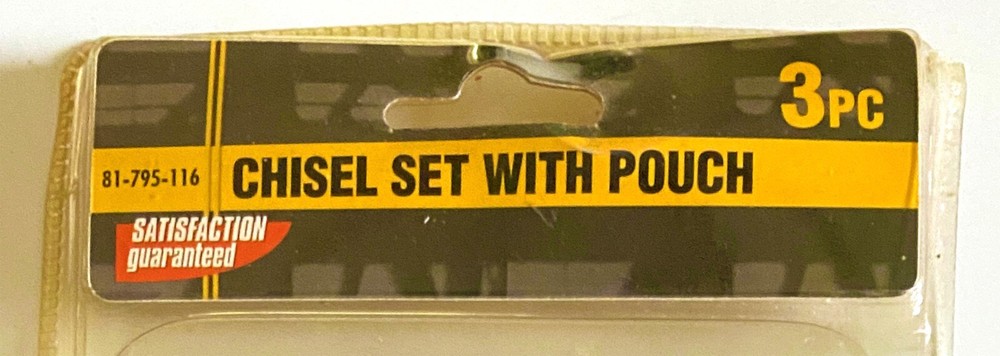 3PC
81-795-116 CHISEL SET WITH POUCH
SATISFACTION
guaranteed